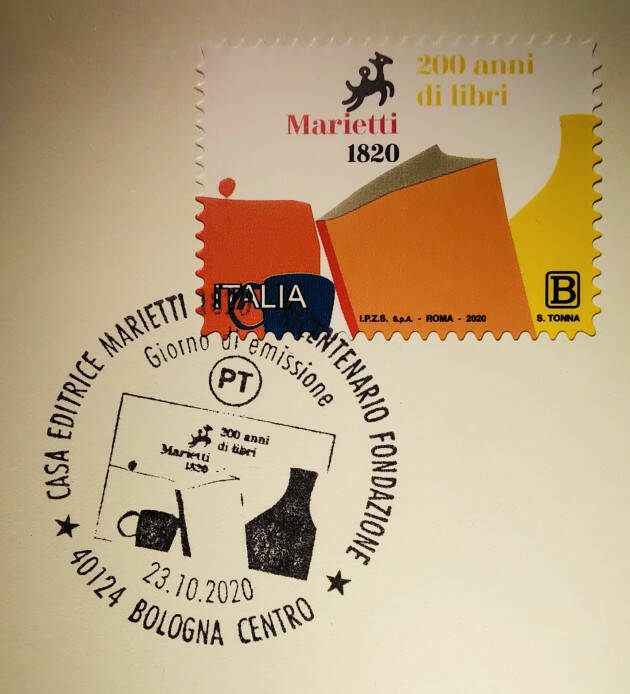 200 anni
di libri
Marietti
1820
ITALIA
B
I.P.Z.S. S.p.A. - ROMA - 2020
S. TONNA
CASA EDITRICE MARIETTI 1820 CENTENARIO FONDAZIONE
Giorno di emissione
PT
200 anni
di libri
Marietti
1820
23.10.2020
★ 40124 BOLOGNA CENTRO ★